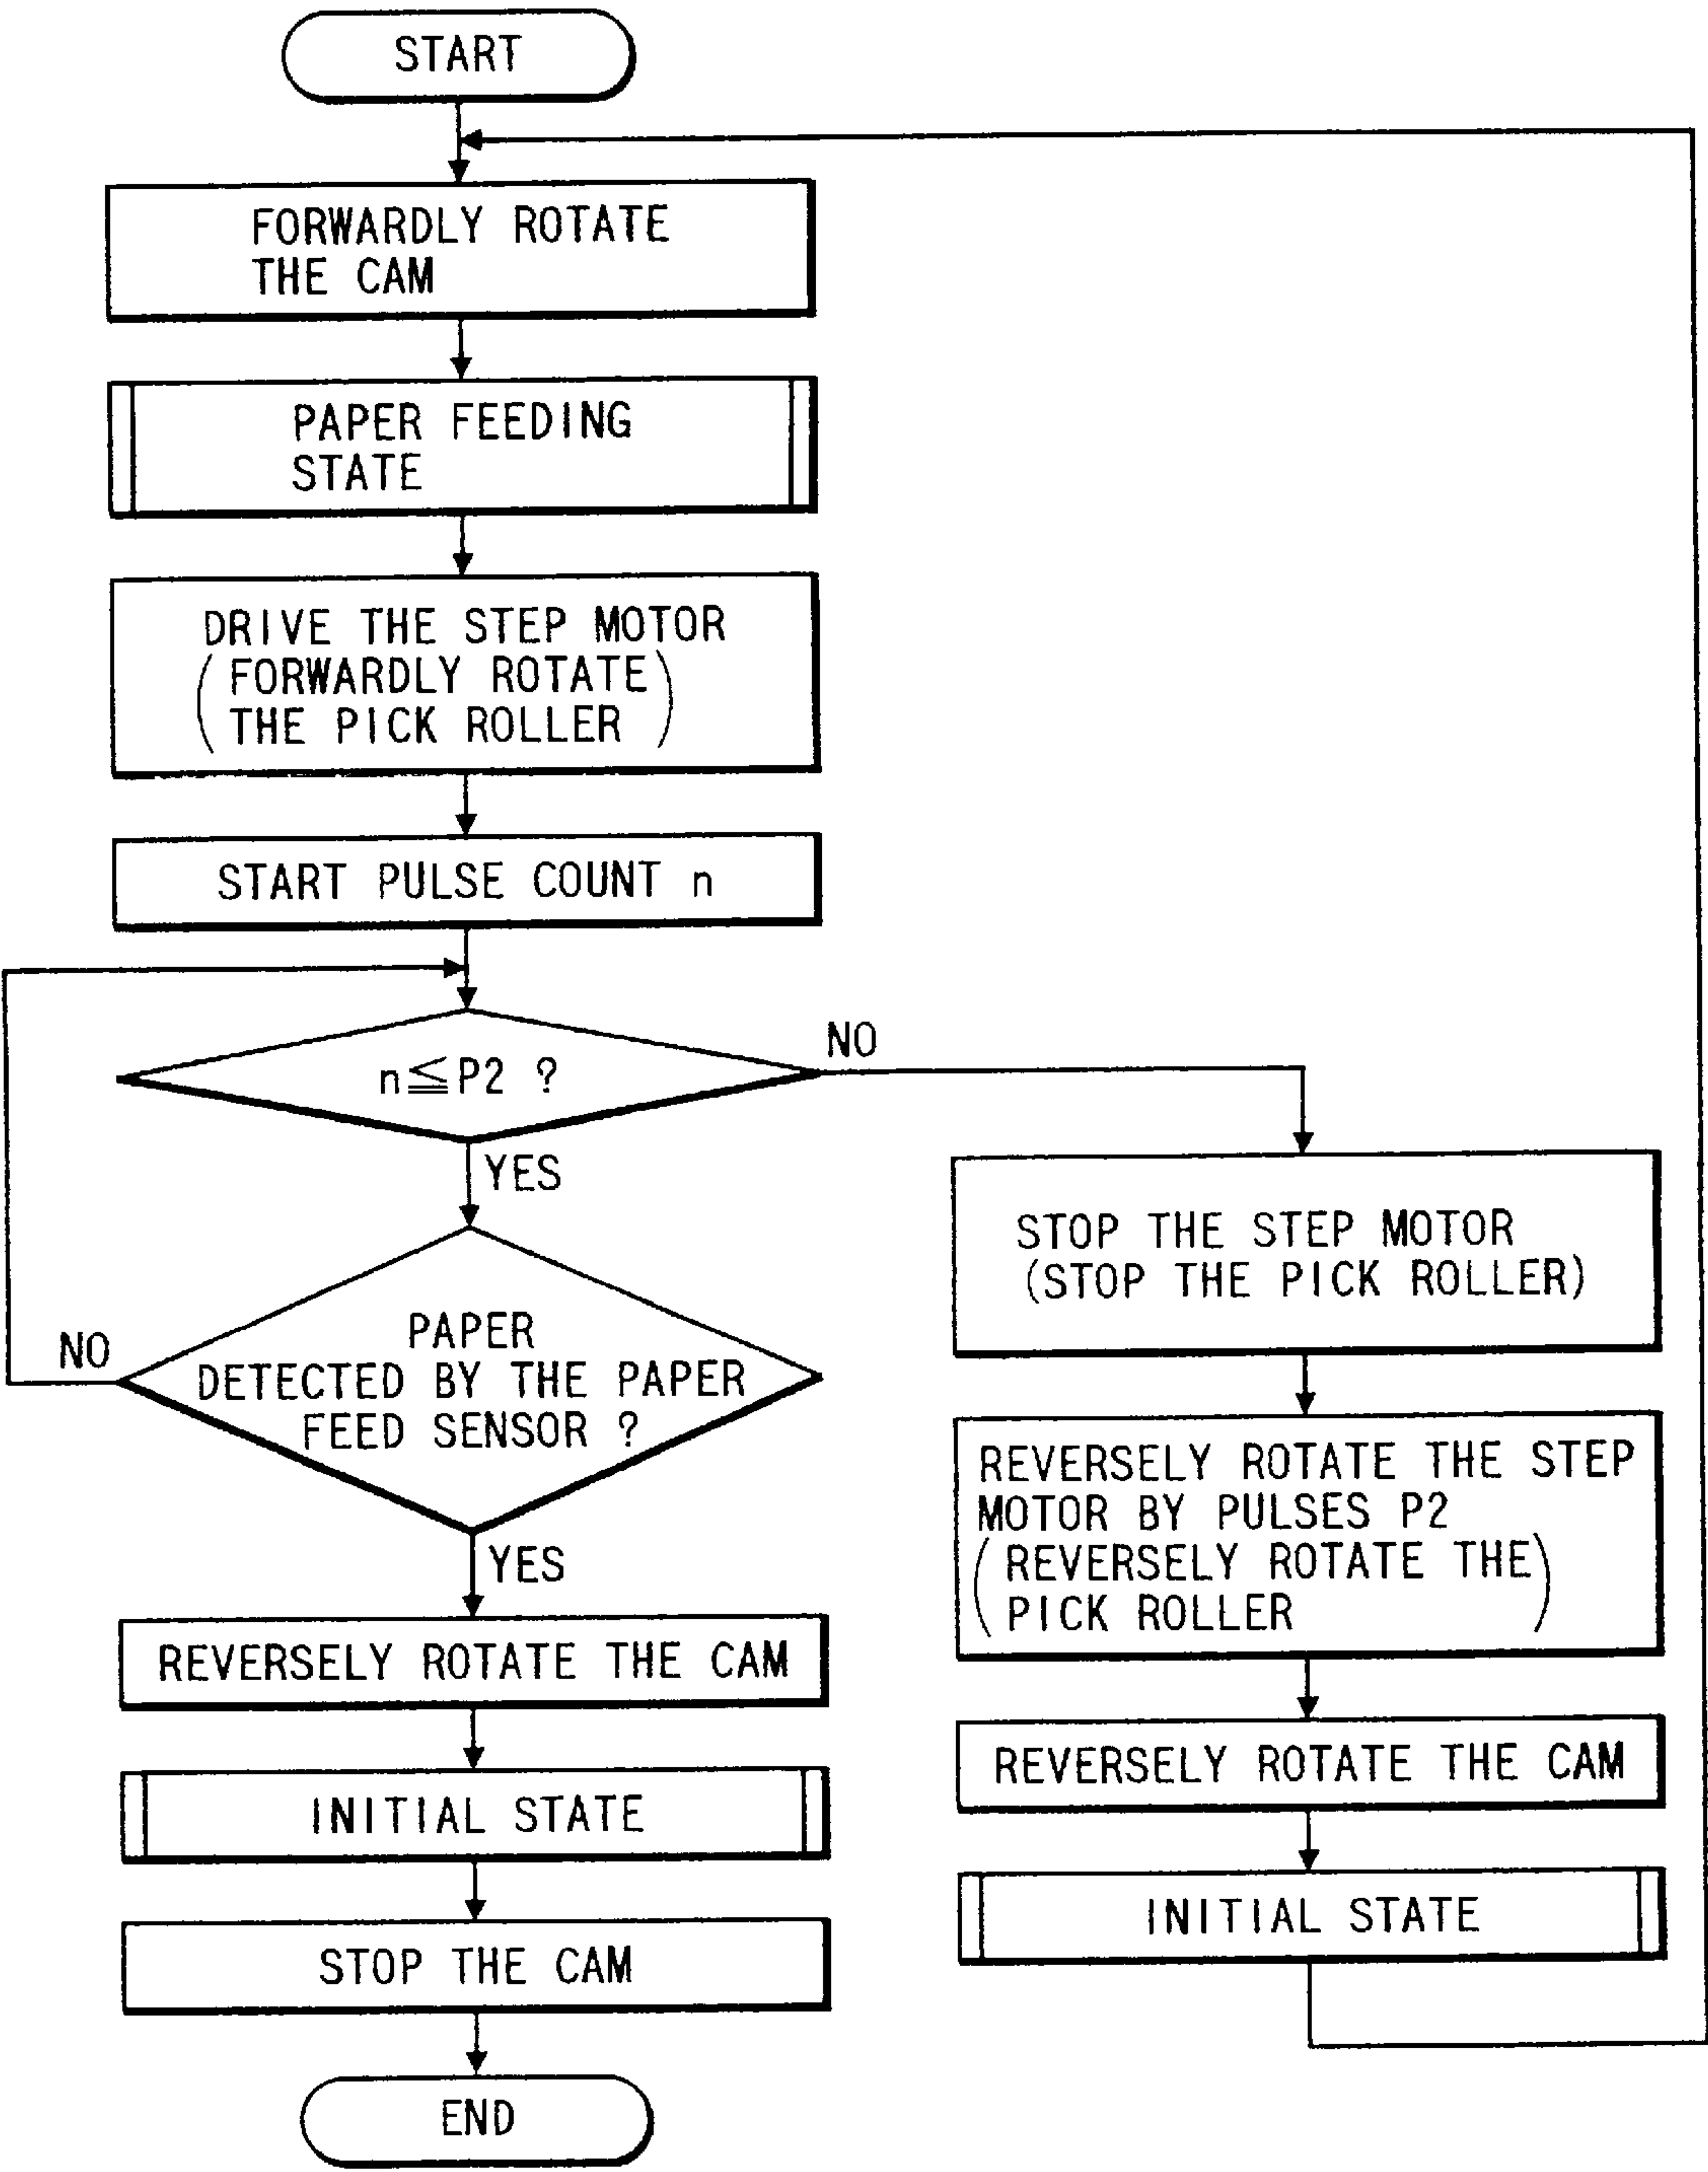 START
FORWARDLY ROTATE
THE CAM
PAPER FEEDING
STATE
DRIVE THE STEP MOTOR
(FORWARDLY ROTATE
THE PICK ROLLER)
START PULSE COUNT n
n≦P2 ?
NO
YES
PAPER
DETECTED BY THE PAPER
FEED SENSOR ?
NO
YES
REVERSELY ROTATE THE CAM
INITIAL STATE
STOP THE CAM
END
STOP THE STEP MOTOR
(STOP THE PICK ROLLER)
REVERSELY ROTATE THE STEP
MOTOR BY PULSES P2
(REVERSELY ROTATE THE
PICK ROLLER)
REVERSELY ROTATE THE CAM
INITIAL STATE